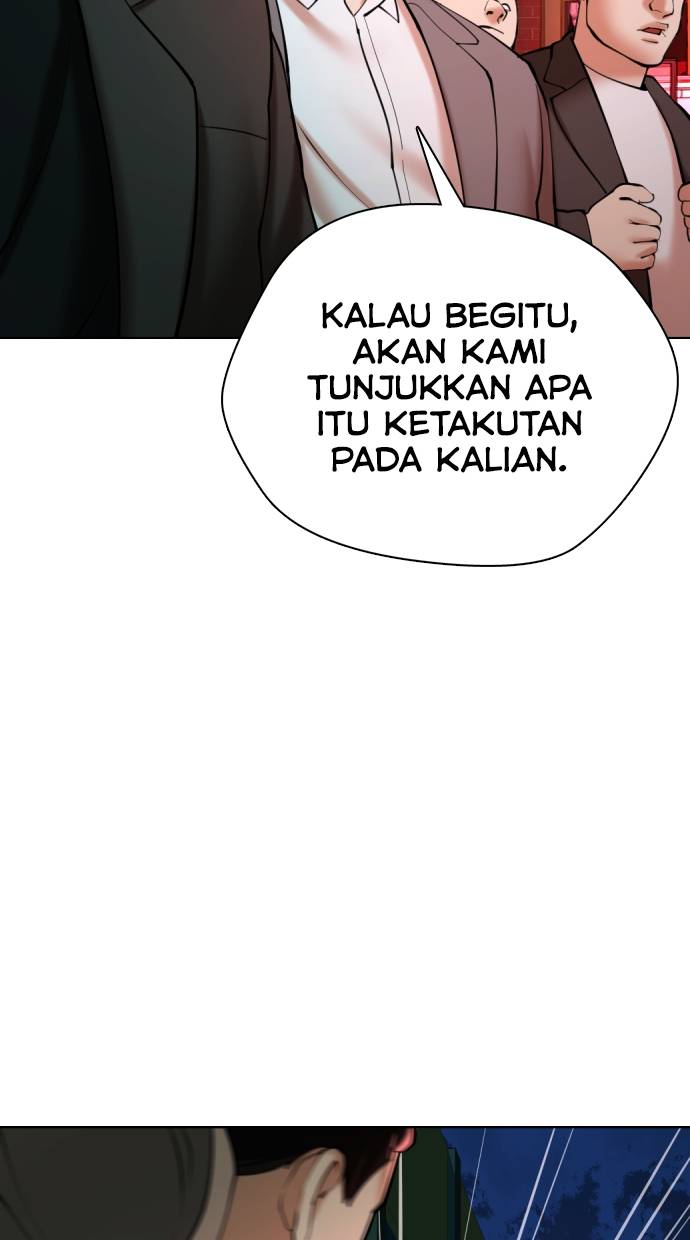 KALAU BEGITU,
AKAN KAMI
TUNJUKKAN APA
ITU KETAKUTAN
PADA KALIAN.